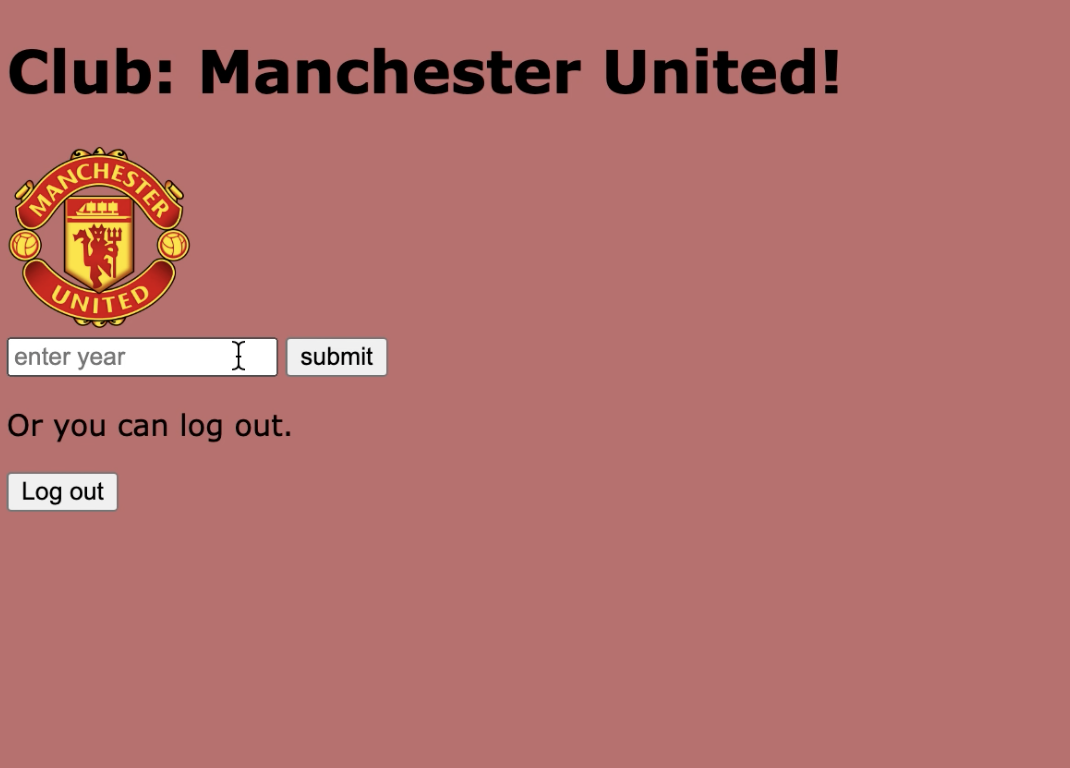 Club: Manchester United!
MANCHESTER
UNITED
enter year submit
Or you can log out.
Log out